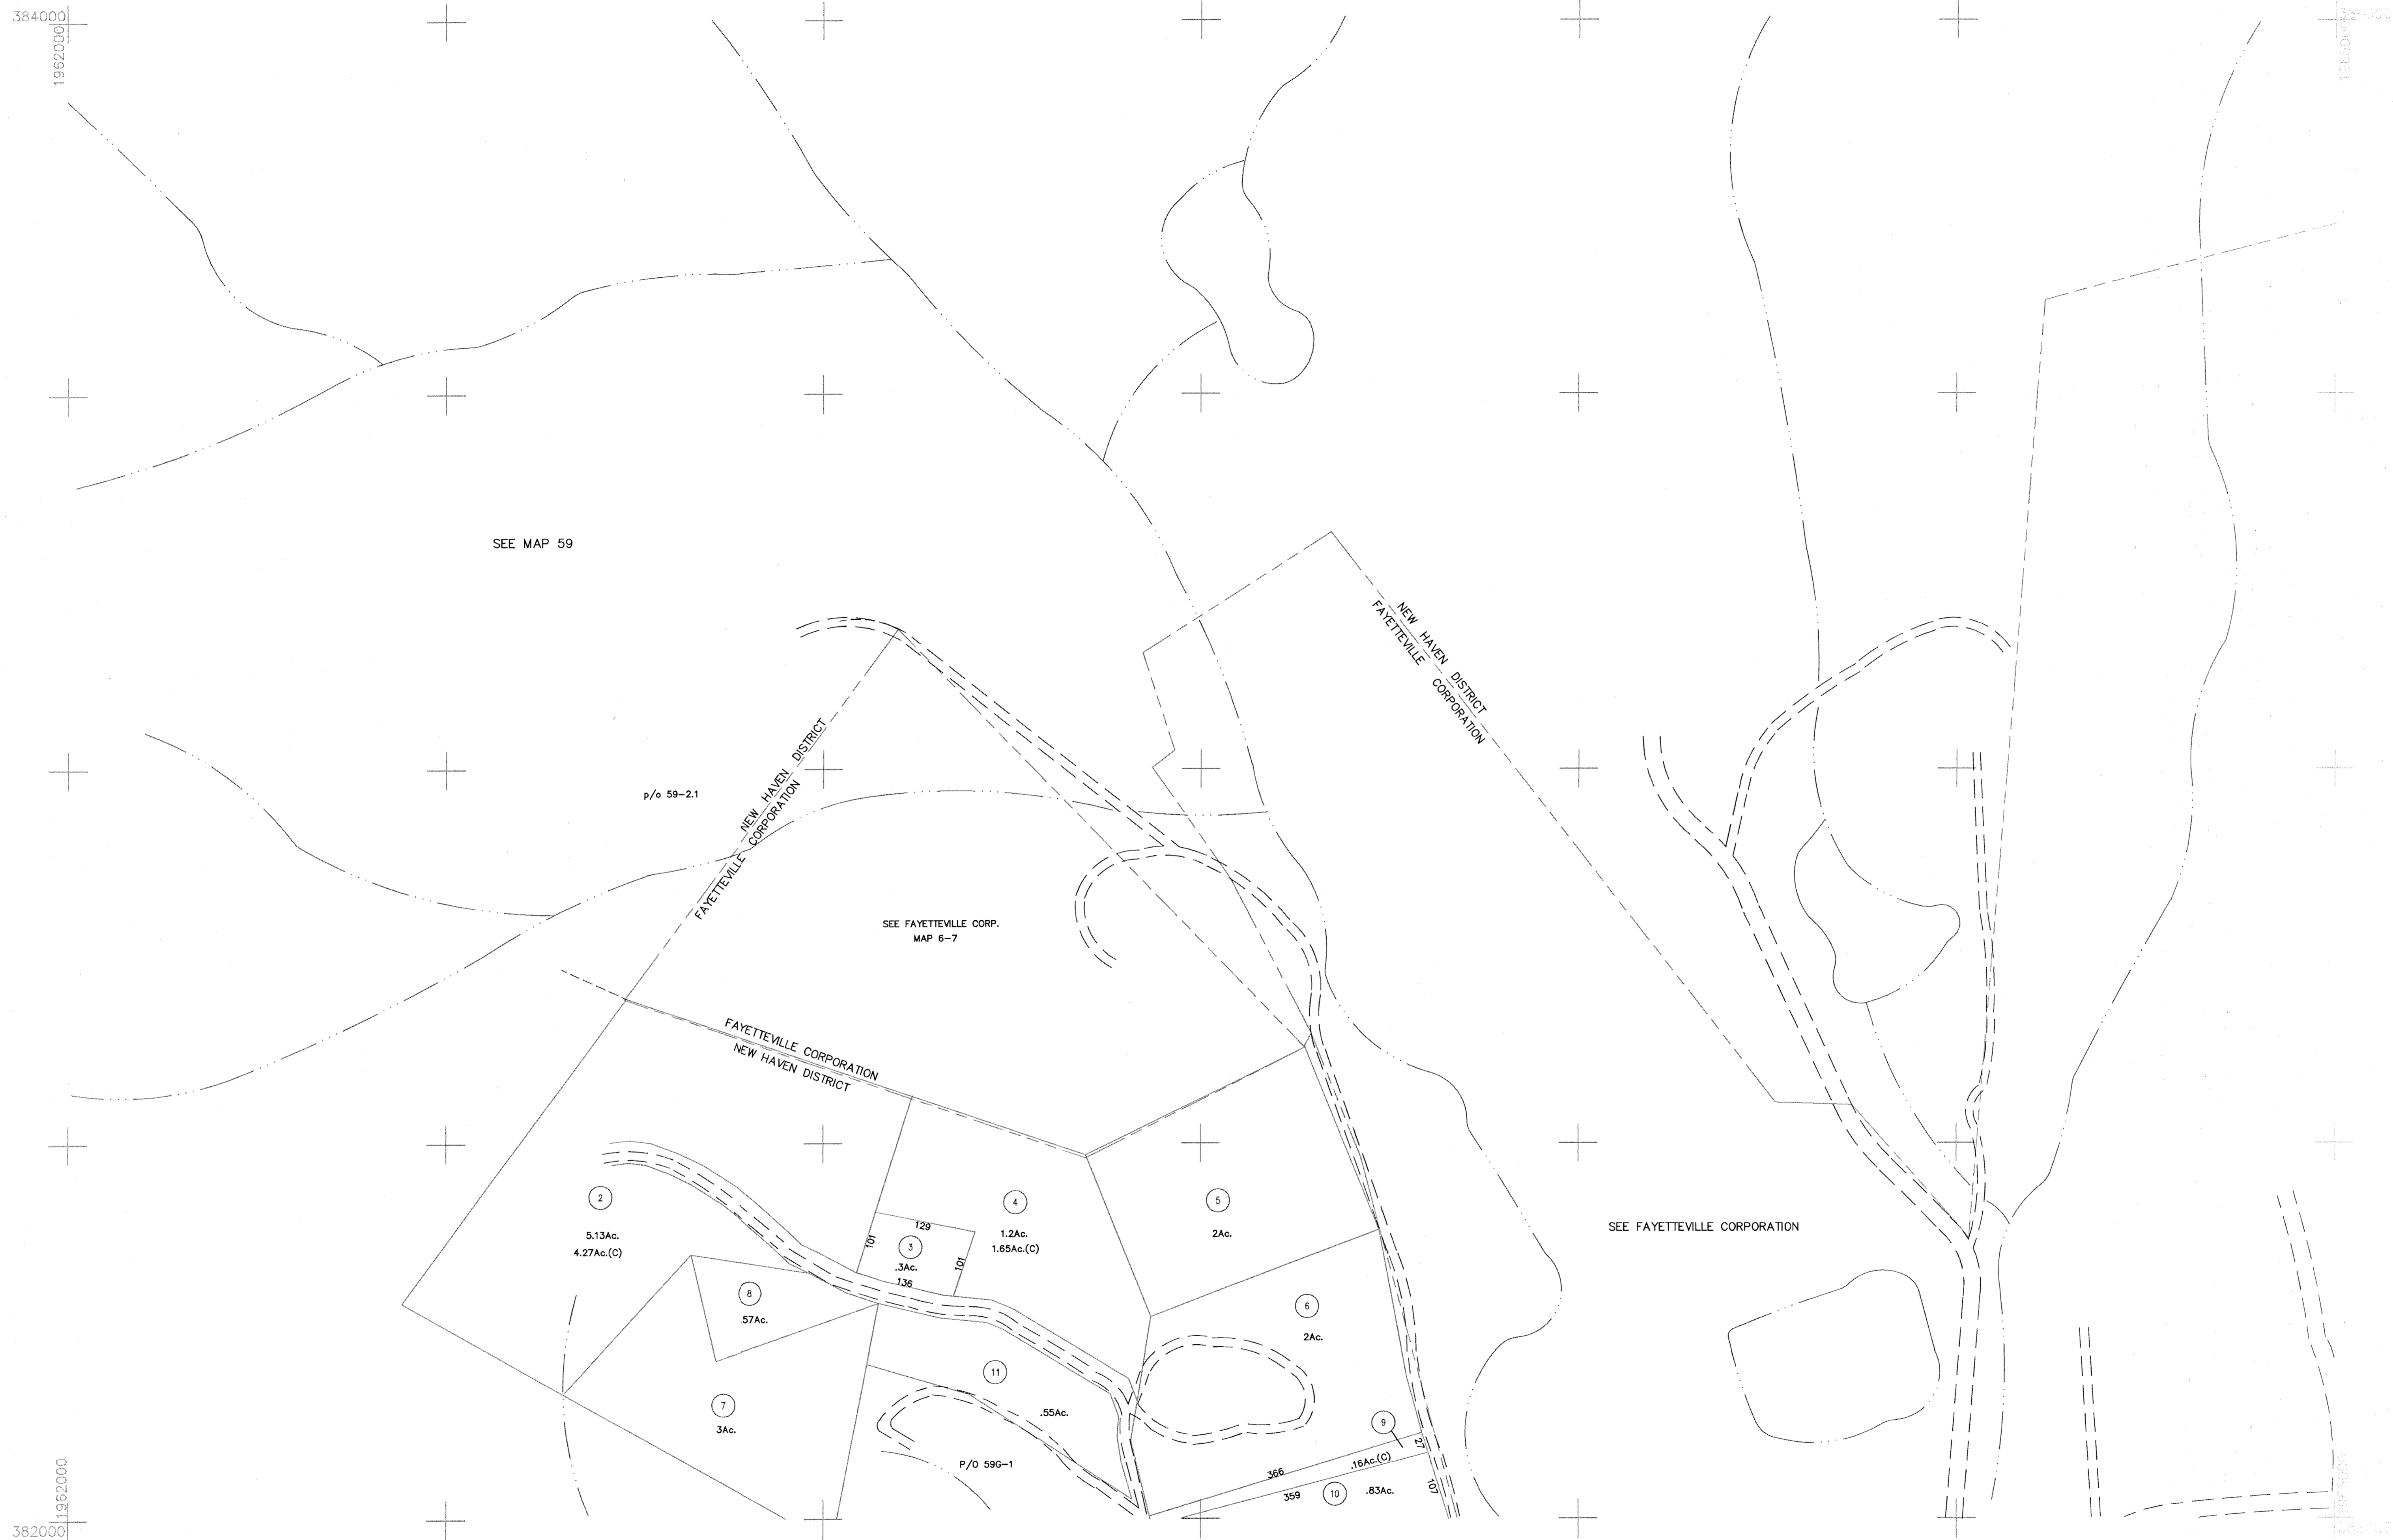 384000
1962000
SEE MAP 59
NEW HAVEN DISTRICT
FAYETTEVILLE CORPORATION
NEW HAVEN DISTRICT
FAYETTEVILLE CORPORATION
p/o 59-2.1
SEE FAYETTEVILLE CORP.
MAP 6-7
FAYETTEVILLE CORPORATION
NEW HAVEN DISTRICT
2
5.13Ac.
4.27Ac.(C)
129
101
3
.3Ac.
101
136
4
1.2Ac.
1.65Ac.(C)
5
2Ac.
SEE FAYETTEVILLE CORPORATION
8
.57Ac.
6
2Ac.
7
3Ac.
11
.55Ac.
P/O 59G-1
9
27
.16Ac.(C)
366
359
10
.83Ac.
107
1962000
382000